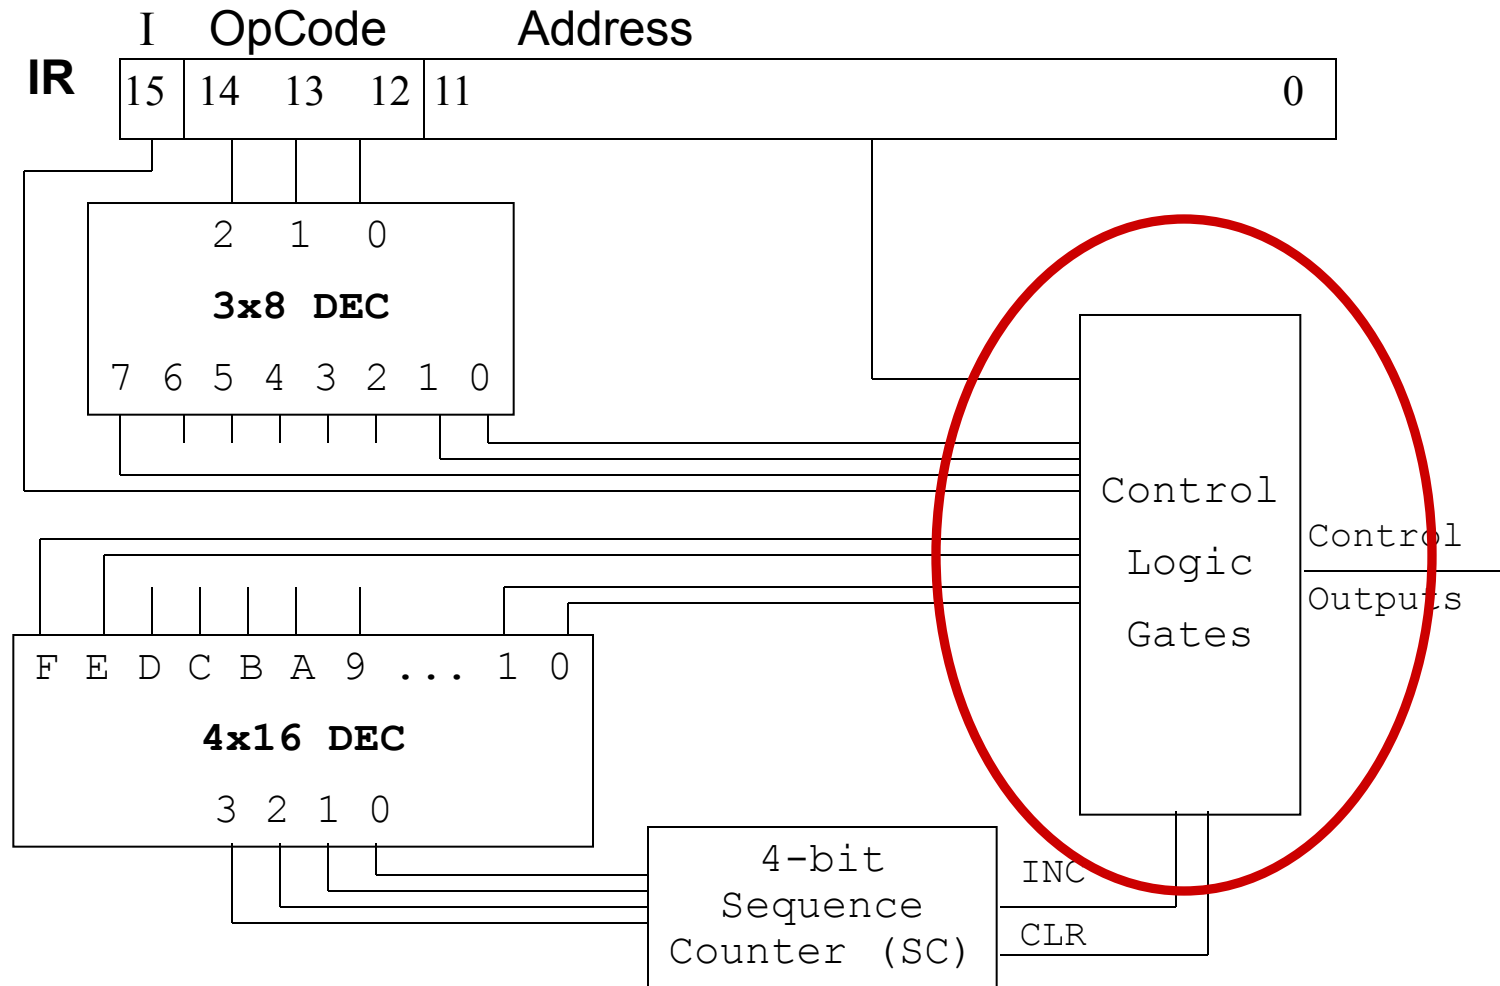 I OpCode Address
IR 15 14 13 12 11 0
2 1 0
3x8 DEC
7 6 5 4 3 2 1 0
Control
Logic
Gates
Control
Outputs
F E D C B A 9 ... 1 0
4x16 DEC
3 2 1 0
4-bit
Sequence
Counter (SC)
INC
CLR